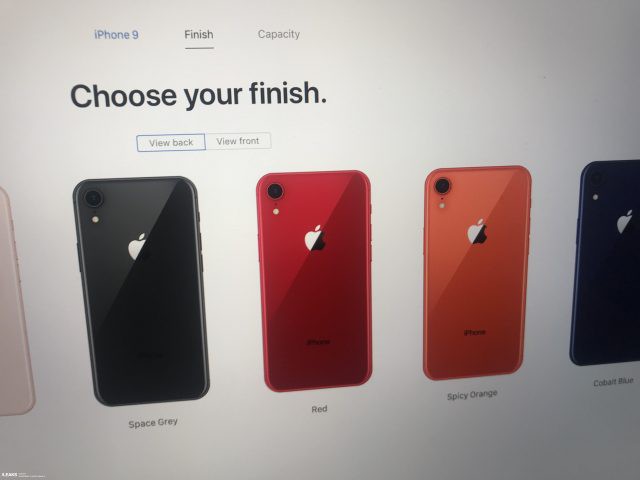 iPhone 9 Finish Capacity
Choose your finish.
View back View front
iPhone
iPhone
iPhone
Space Grey
Red
Spicy Orange
Cobalt Blue